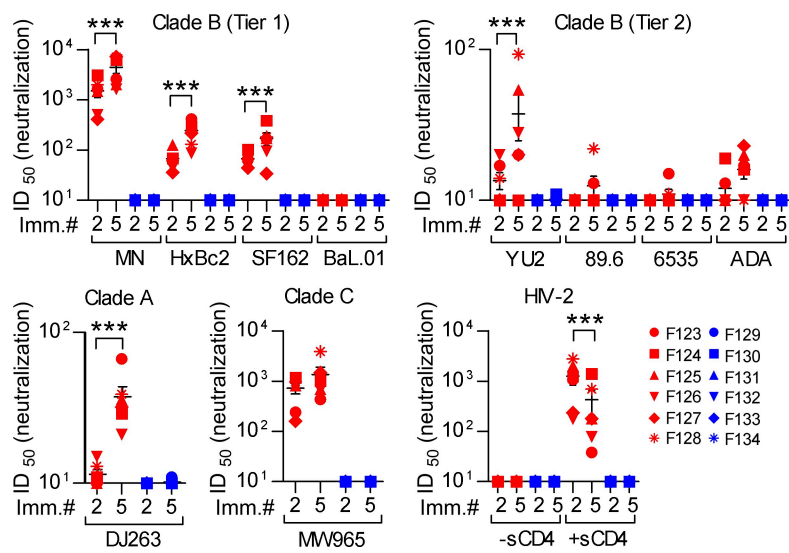 Clade B (Tier 1)
ID 50 (neutralization)
10^4
10^3
10^2
10^1
***
***
***
Imm.# 2 5 2 5 2 5 2 5 2 5 2 5 2 5 2 5
MN HxBc2 SF162 BaL.01
Clade B (Tier 2)
ID 50 (neutralization)
10^2
10^1
***
Imm.# 2 5 2 5 2 5 2 5 2 5 2 5 2 5 2 5
YU2 89.6 6535 ADA
Clade A
ID 50 (neutralization)
10^2
10^1
***
Imm.# 2 5 2 5
DJ263
Clade C
ID 50 (neutralization)
10^4
10^3
10^2
10^1
Imm.# 2 5 2 5
MW965
HIV-2
ID 50 (neutralization)
10^4
10^3
10^2
10^1
***
Imm.# 2 5 2 5 2 5 2 5
-sCD4 +sCD4
F123 F129
F124 F130
F125 F131
F126 F132
F127 F133
F128 F134